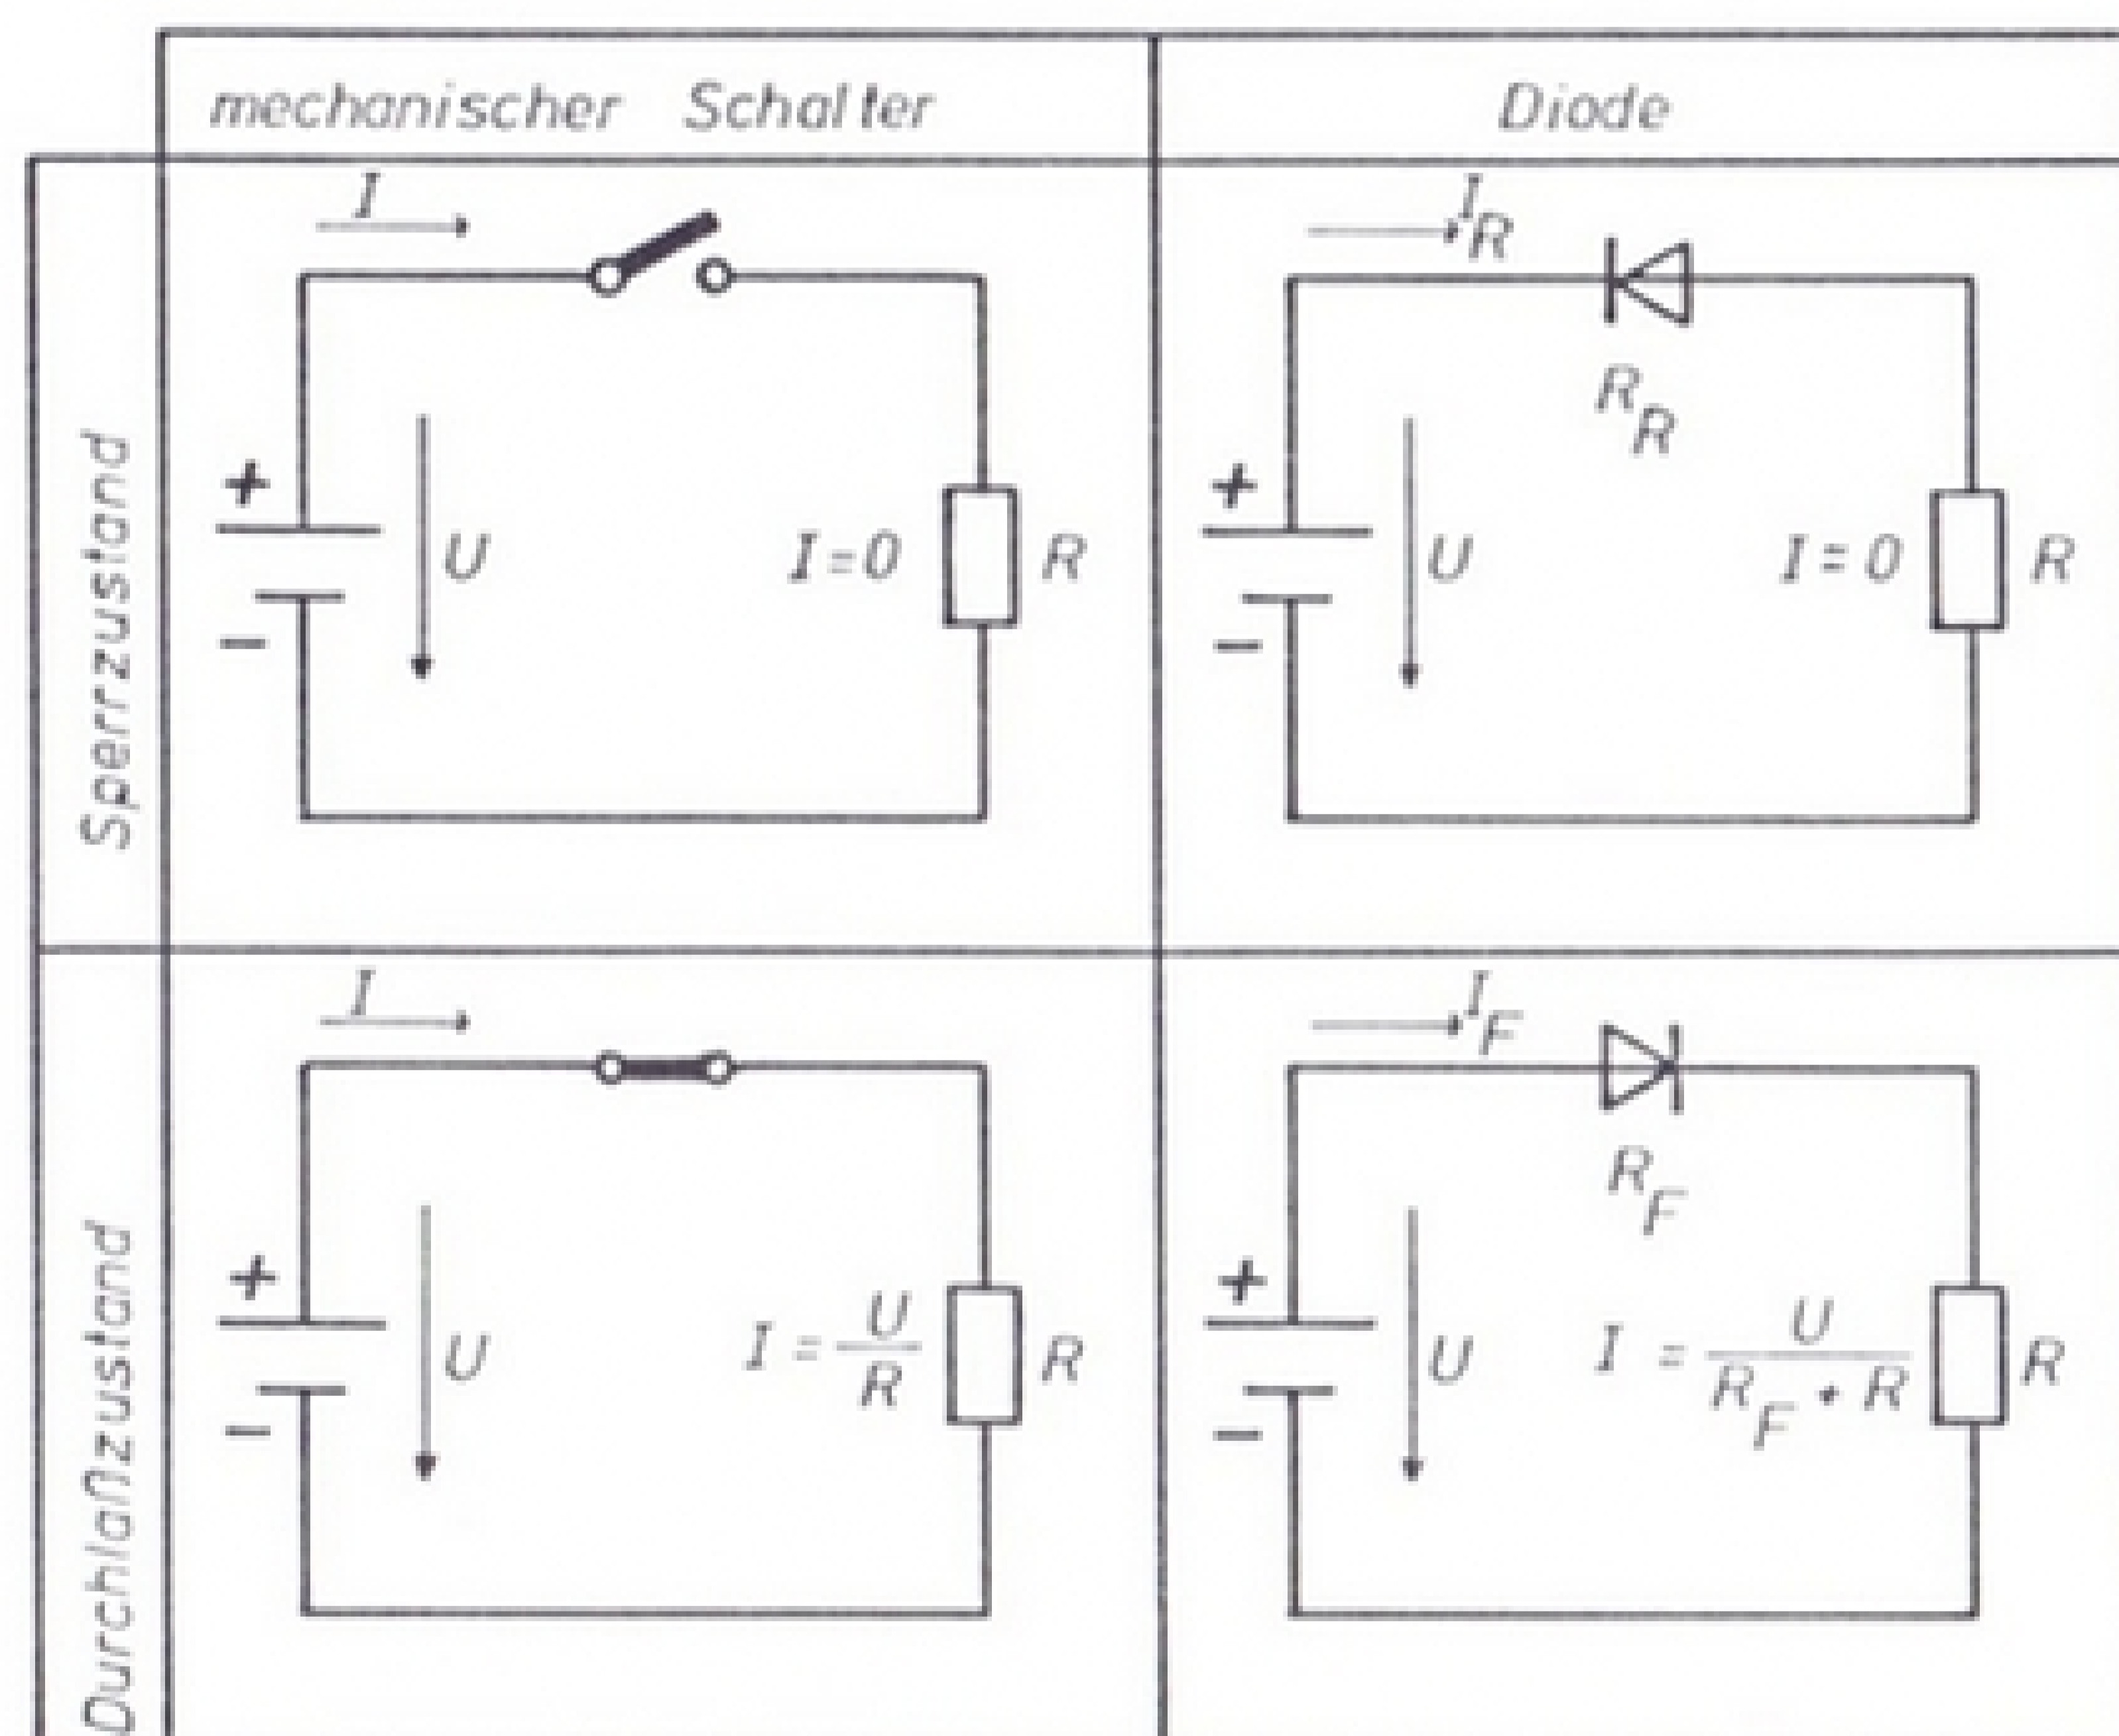 mechanischer Schalter
Diode
Sperrzustand
I
+
U
I=0
R
−
I_R
R_R
+
U
I=0
R
−
Durchlaßzustand
I
+
U
I = U/R
R
−
I_F
R_F
+
U
I = U/(R_F + R)
R
−